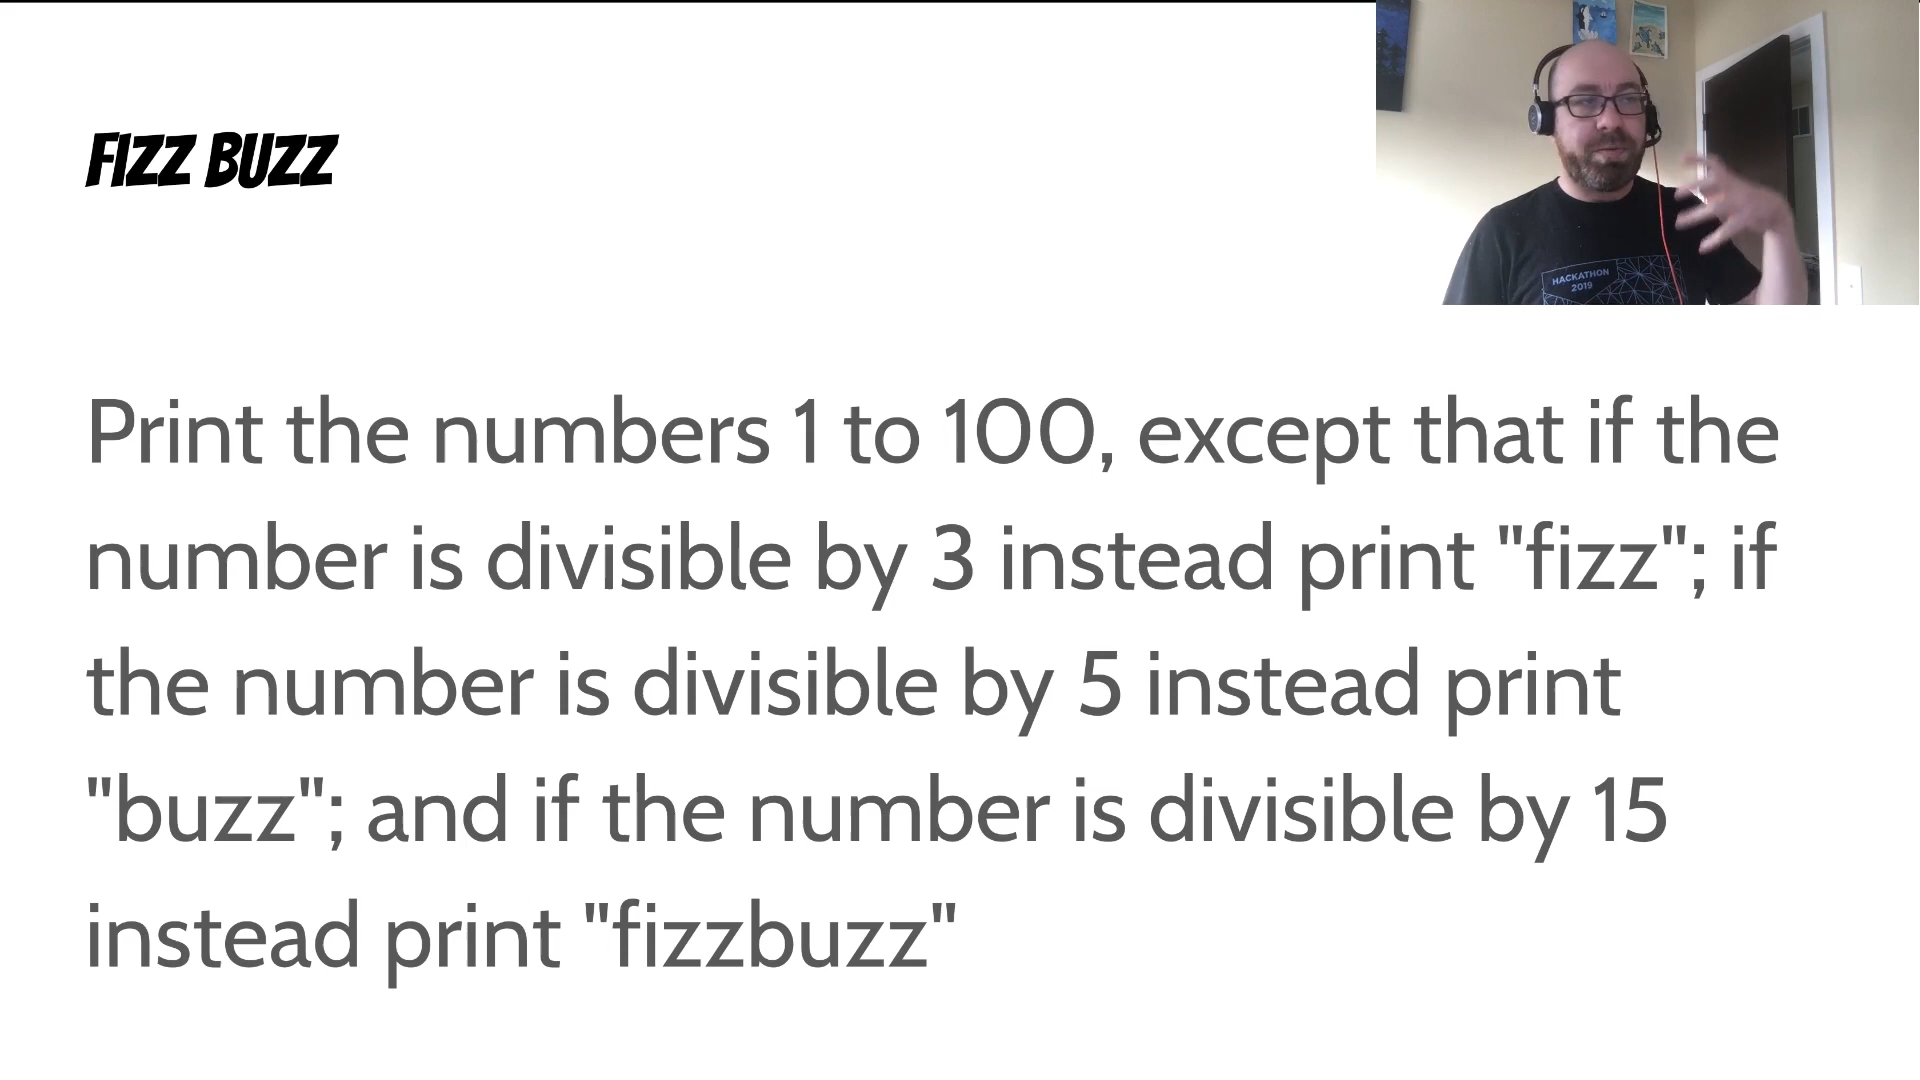 FIZZ BUZZ
HACKATHON
2019
Print the numbers 1 to 100, except that if the
number is divisible by 3 instead print "fizz"; if
the number is divisible by 5 instead print
"buzz"; and if the number is divisible by 15
instead print "fizzbuzz"